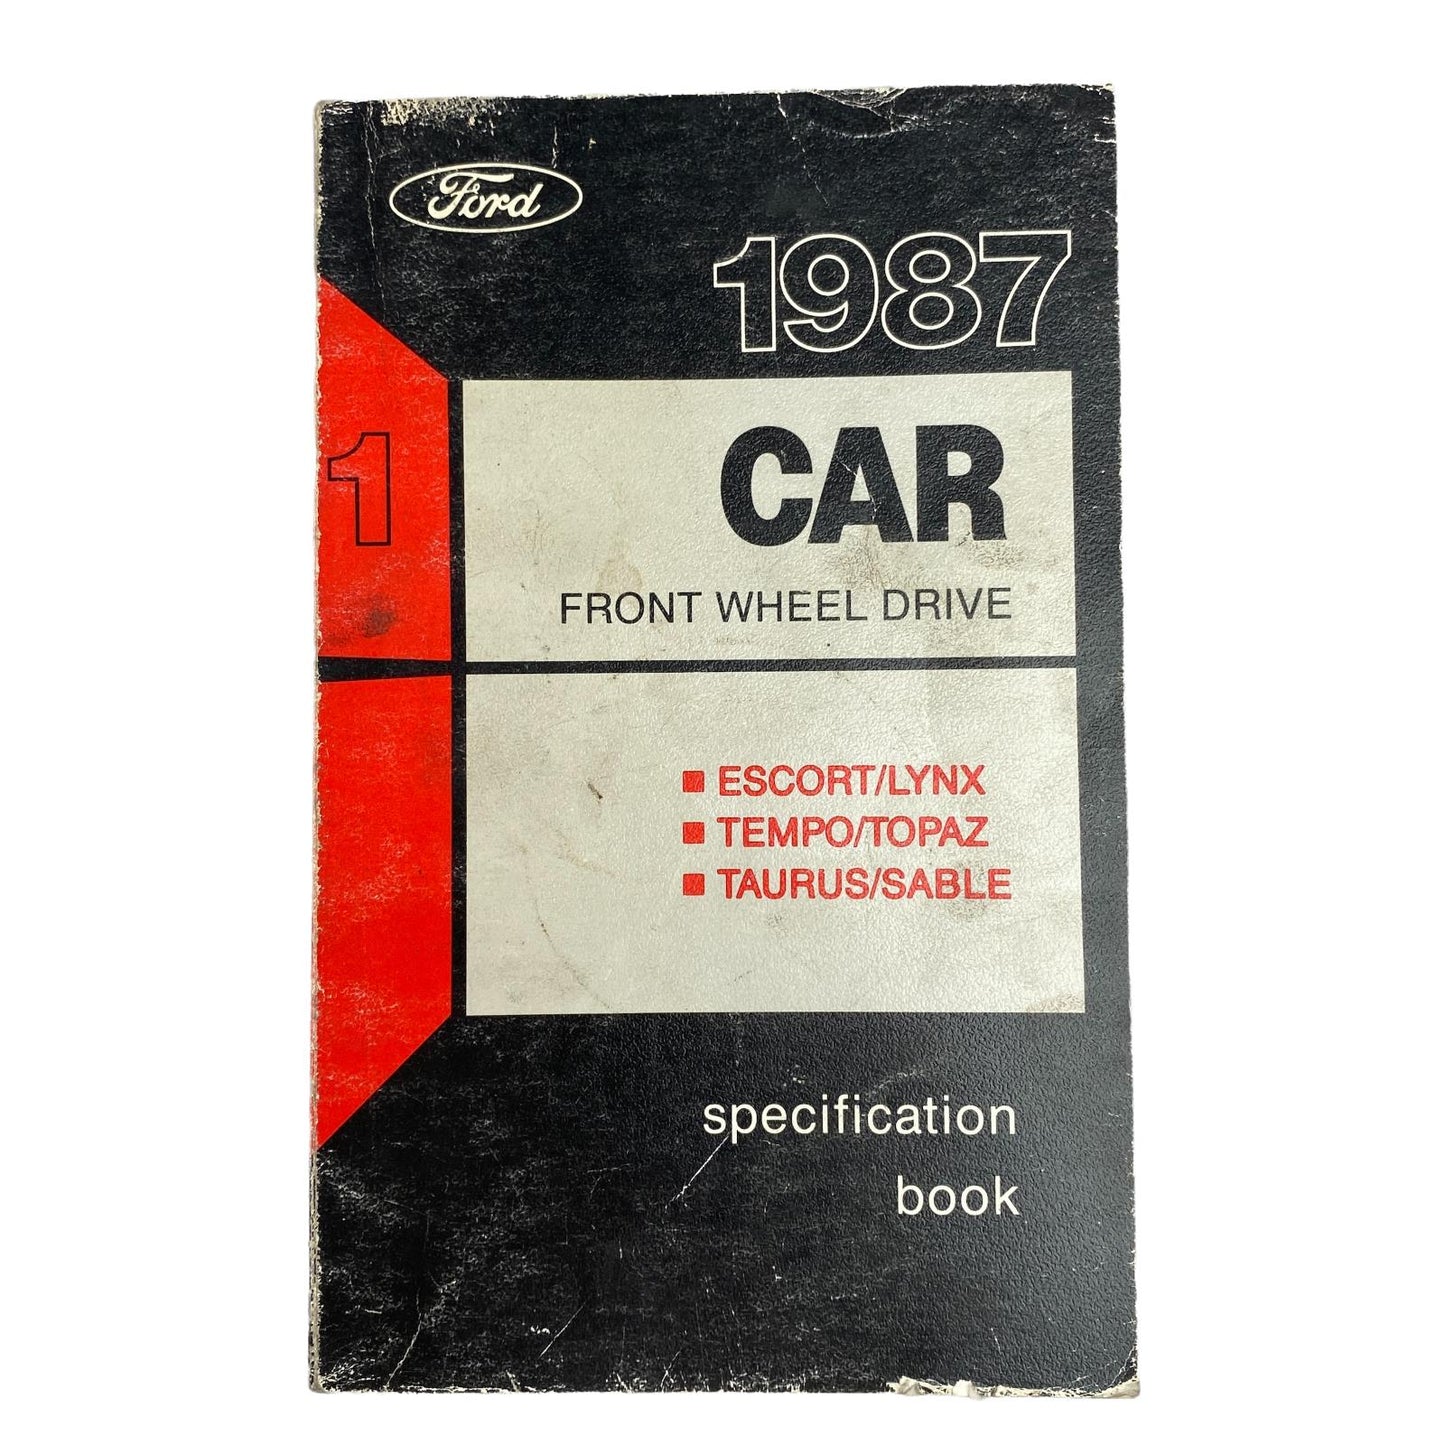 Ford
1987
1
CAR
FRONT WHEEL DRIVE
■ ESCORT/LYNX
■ TEMPO/TOPAZ
■ TAURUS/SABLE
specification
book